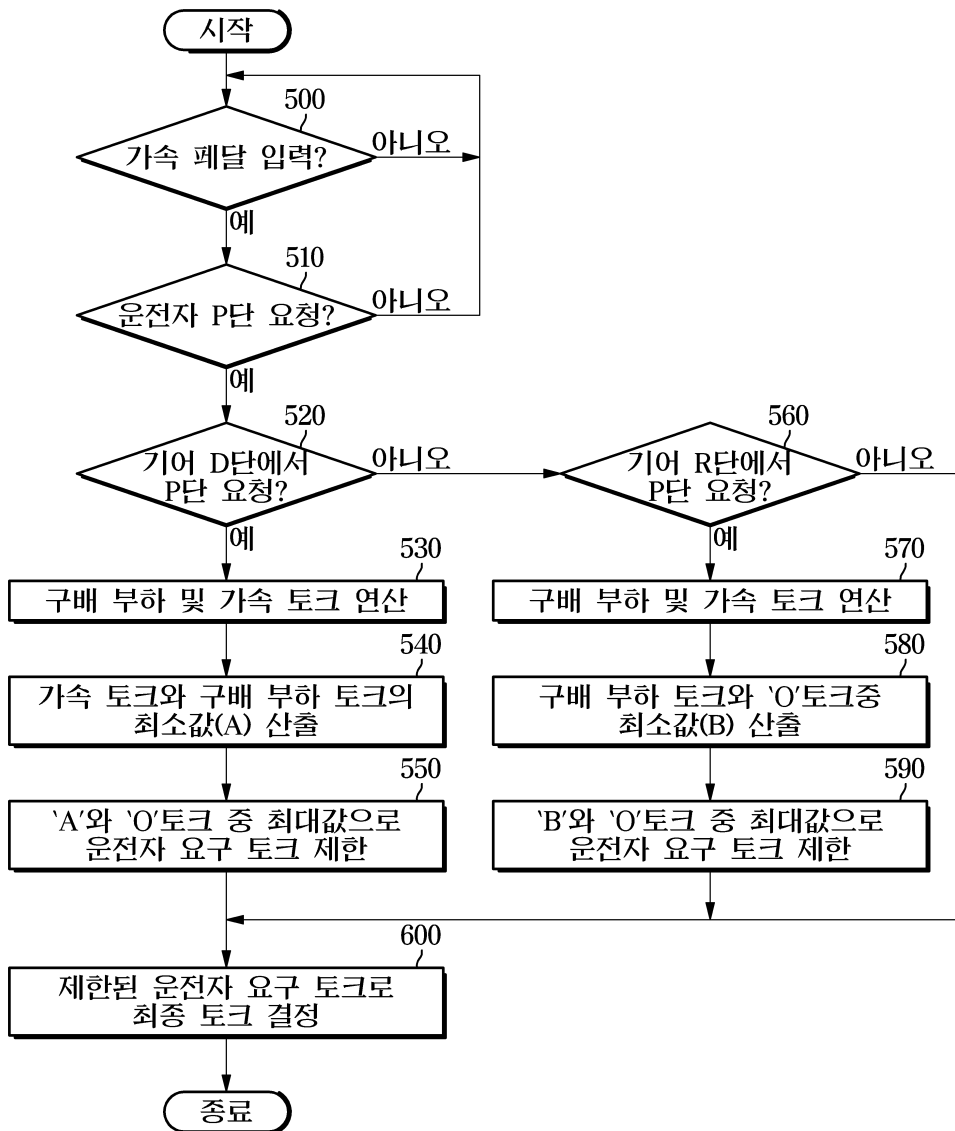 시작
500
가속 페달 입력?
아니오
예
510
운전자 P단 요청?
아니오
예
520
기어 D단에서
P단 요청?
아니오
예
560
기어 R단에서
P단 요청?
아니오
예
530
구배 부하 및 가속 토크 연산
570
구배 부하 및 가속 토크 연산
540
가속 토크와 구배 부하 토크의
최소값(A) 산출
580
구배 부하 토크와 ‘O’토크중
최소값(B) 산출
550
‘A’와 ‘O’토크 중 최대값으로
운전자 요구 토크 제한
590
‘B’와 ‘O’토크 중 최대값으로
운전자 요구 토크 제한
600
제한된 운전자 요구 토크로
최종 토크 결정
종료